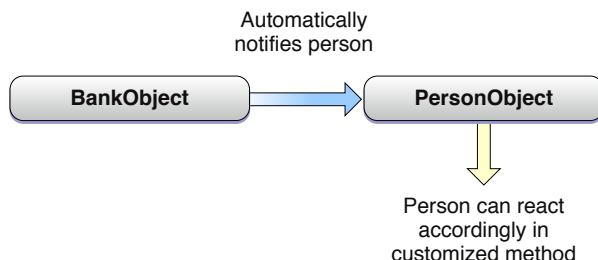 Automatically
notifies person
BankObject
PersonObject
Person can react
accordingly in
customized method